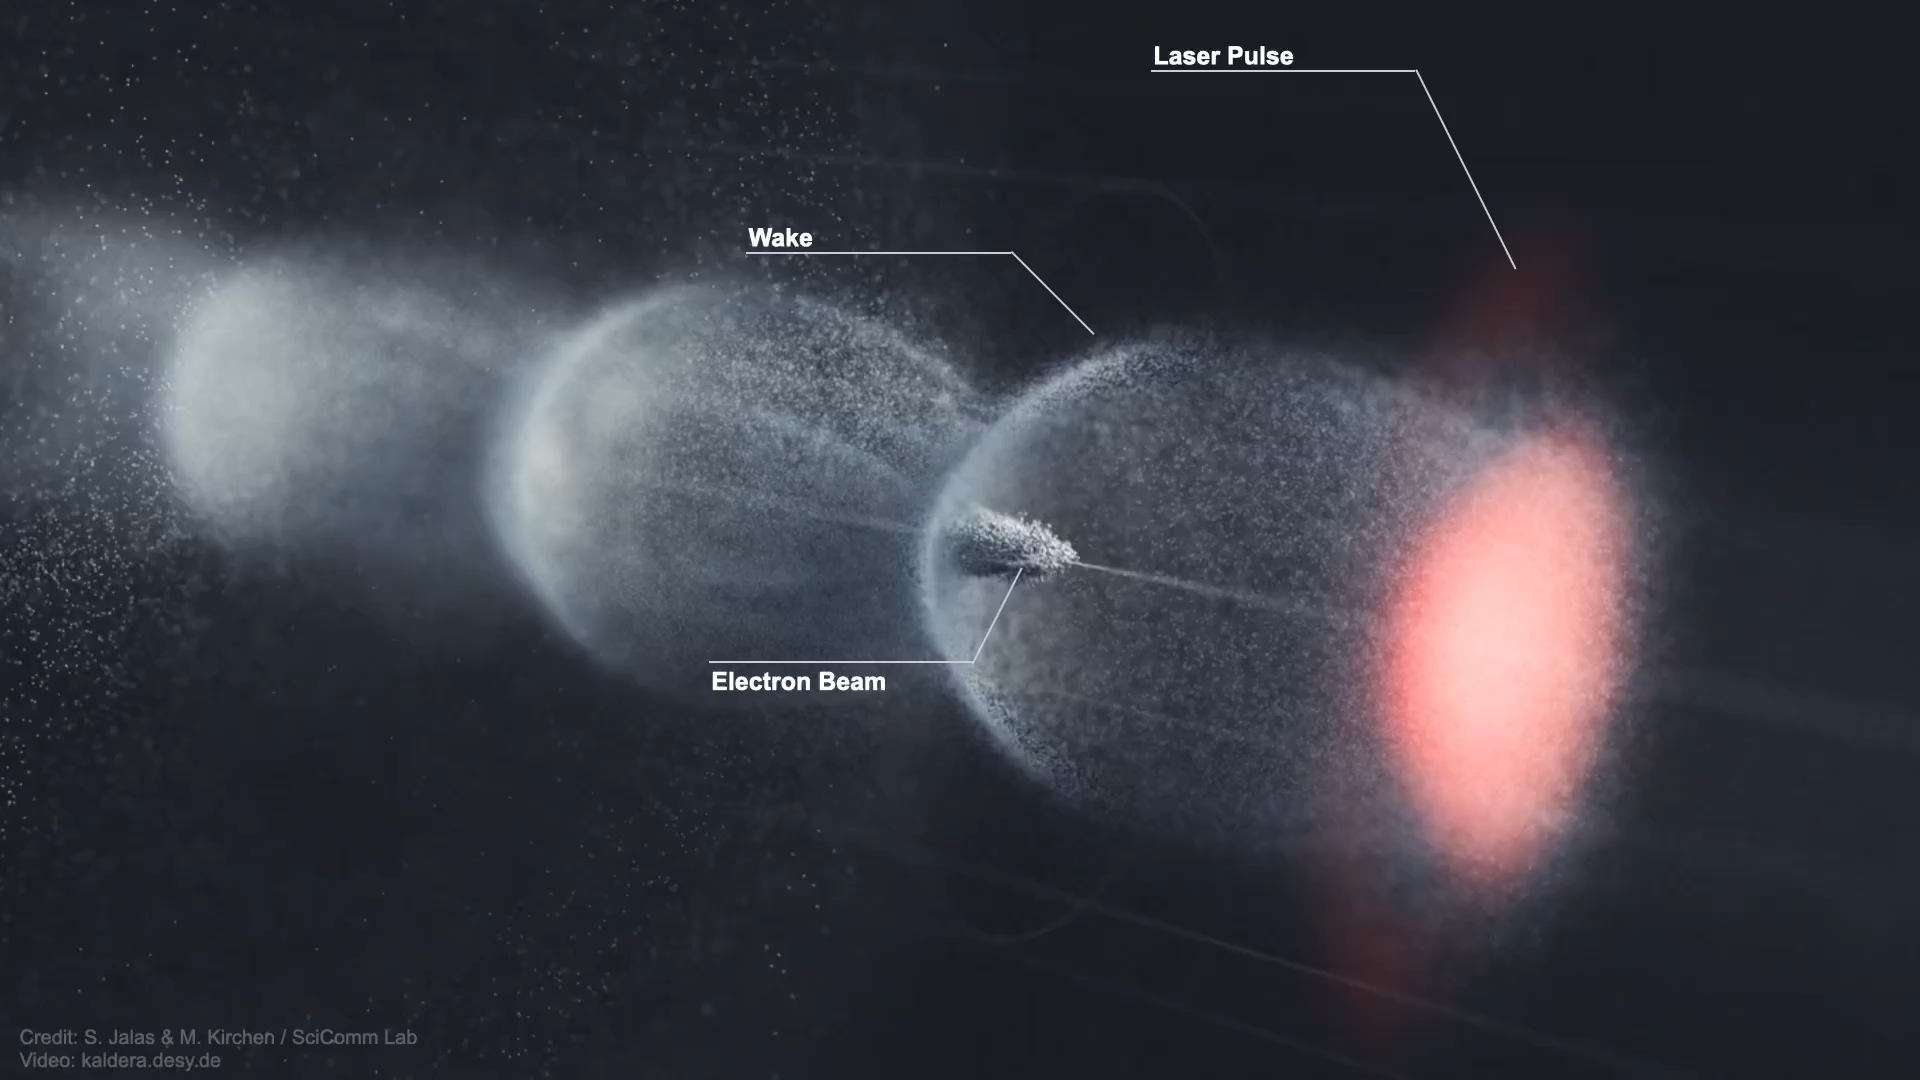 Laser Pulse
Wake
Electron Beam
Credit: S. Jalas & M. Kirchen / SciComm Lab
Video: kaldera.desy.de